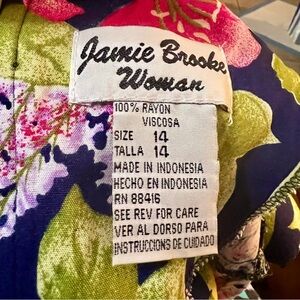 Jamie Brooke
Woman
100% RAYON
VISCOSA
SIZE 14
TALLA 14
MADE IN INDONESIA
HECHO EN INDONESIA
RN 88416
SEE REV FOR CARE
VER AL DORSO PARA
INSTRUCCIONS DE CUIDADO